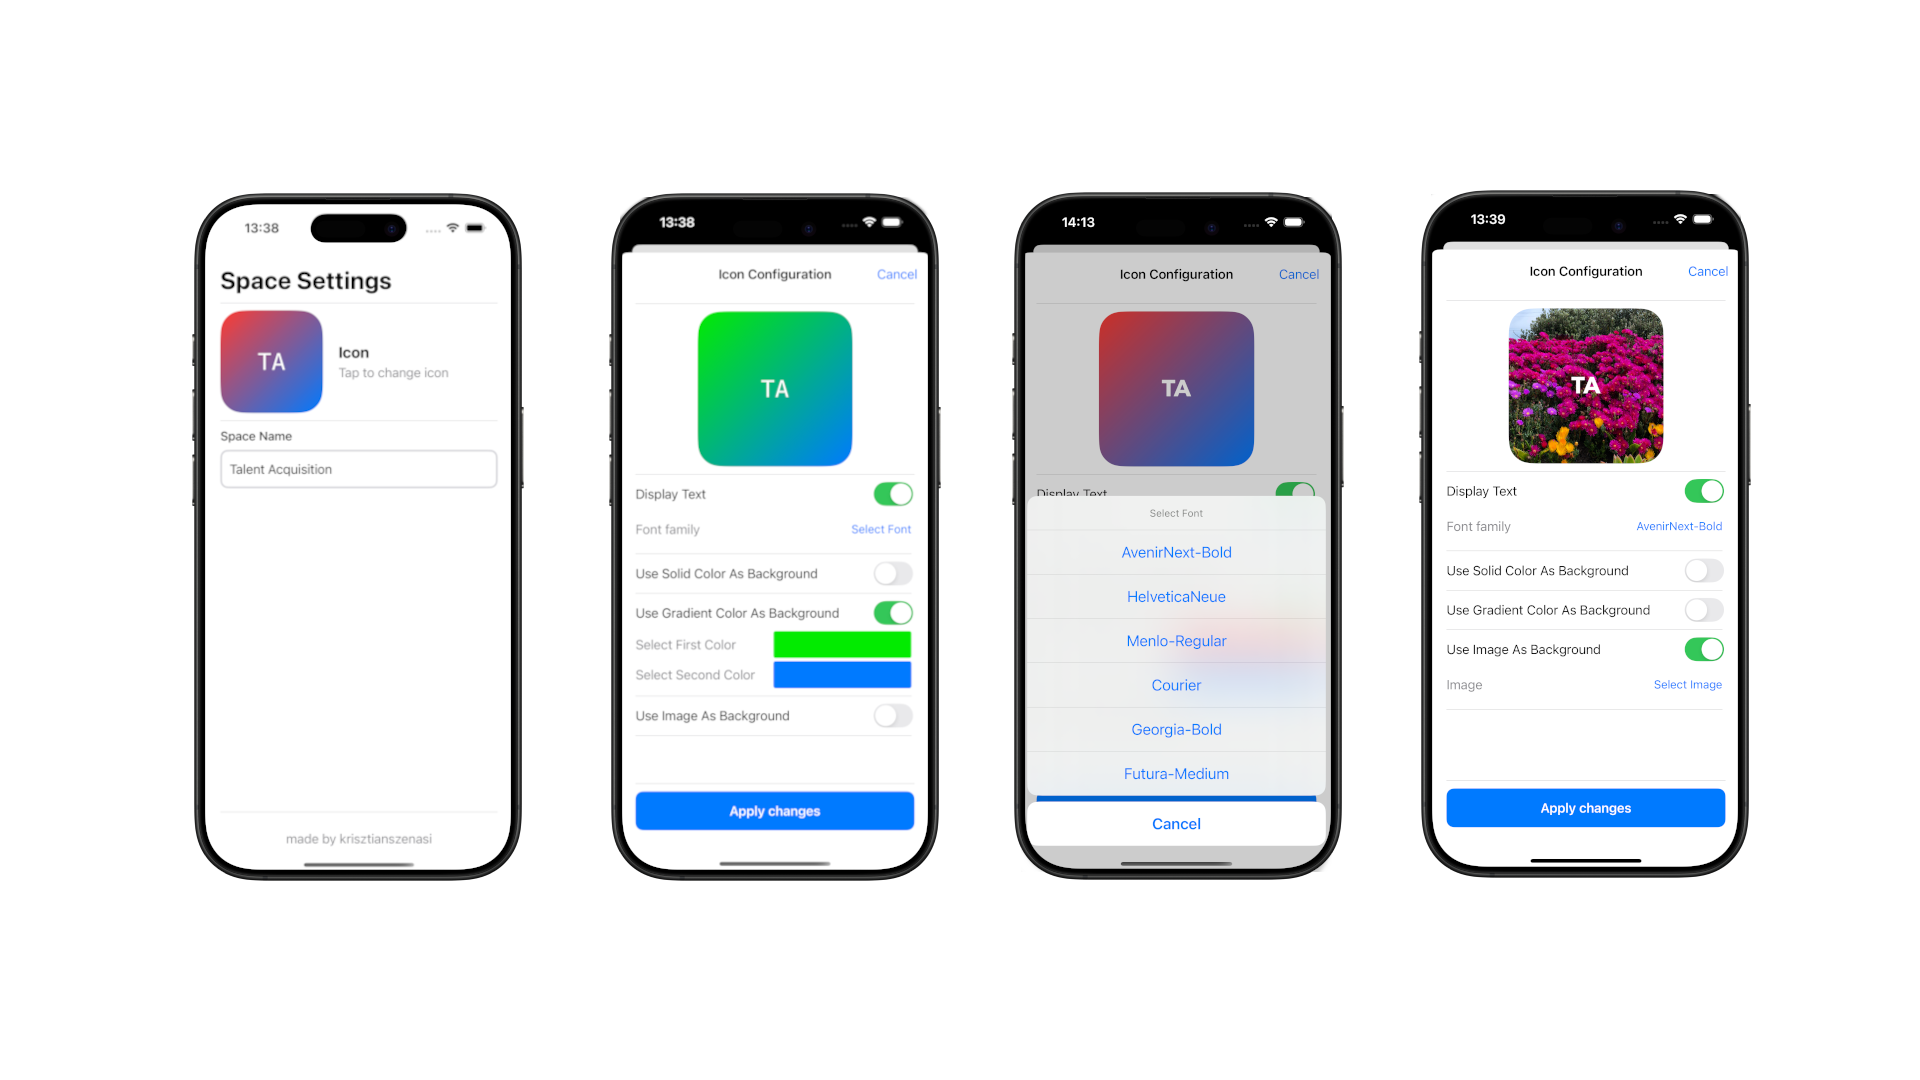 13:38
Space Settings
TA
Icon
Tap to change icon
Space Name
Talent Acquisition
made by krisztianszenasi
13:38
Icon Configuration Cancel
TA
Display Text
Font family Select Font
Use Solid Color As Background
Use Gradient Color As Background
Select First Color
Select Second Color
Use Image As Background
Apply changes
14:13
Icon Configuration Cancel
TA
Display Text
Select Font
AvenirNext-Bold
HelveticaNeue
Menlo-Regular
Courier
Georgia-Bold
Futura-Medium
Cancel
13:39
Icon Configuration Cancel
TA
Display Text
Font family AvenirNext-Bold
Use Solid Color As Background
Use Gradient Color As Background
Use Image As Background
Image Select Image
Apply changes